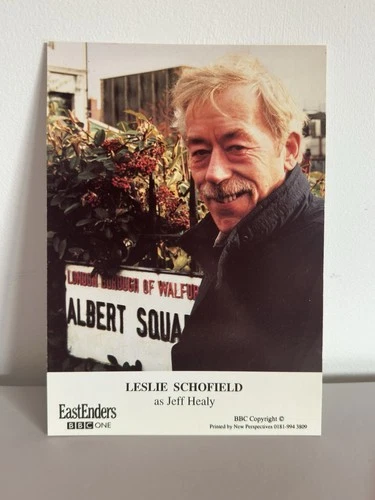 LONDON BOROUGH OF WALFO
ALBERT SQUA
LESLIE SCHOFIELD
as Jeff Healy
EastEnders
BBC ONE
BBC Copyright ©
Printed by New Perspectives 0181-994 3809